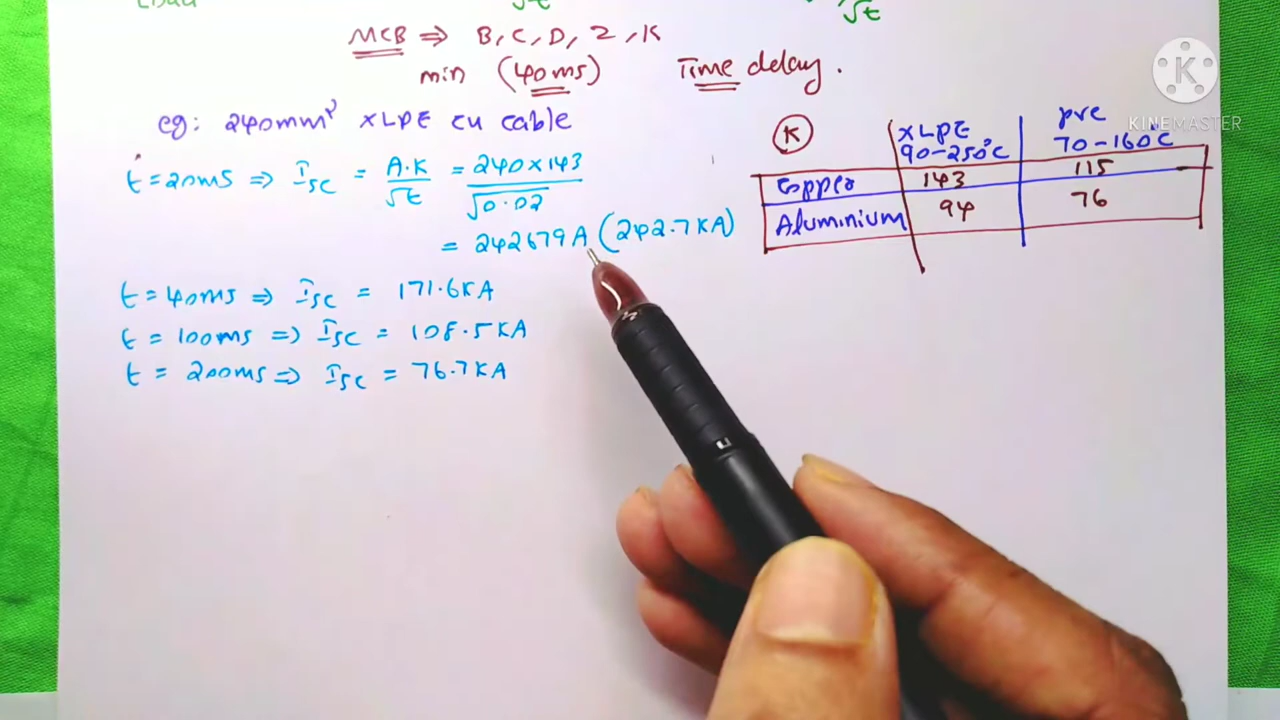 √t
√t
MCB ⇒ B, C, D, Z, K
min (40ms) Time delay.
eg: 240mm² XLPE cu cable
t = 20ms ⇒ Isc = A.K/√t = 240×143/√0.02
= 242679A (242.7KA)
t = 40ms ⇒ Isc = 171.6KA
t = 100ms ⇒ Isc = 108.5KA
t = 200ms ⇒ Isc = 76.7KA
K
XLPE 90-250°C pvc 70-160°C
Copper 143 115
Aluminium 94 76
K
KINEMASTER